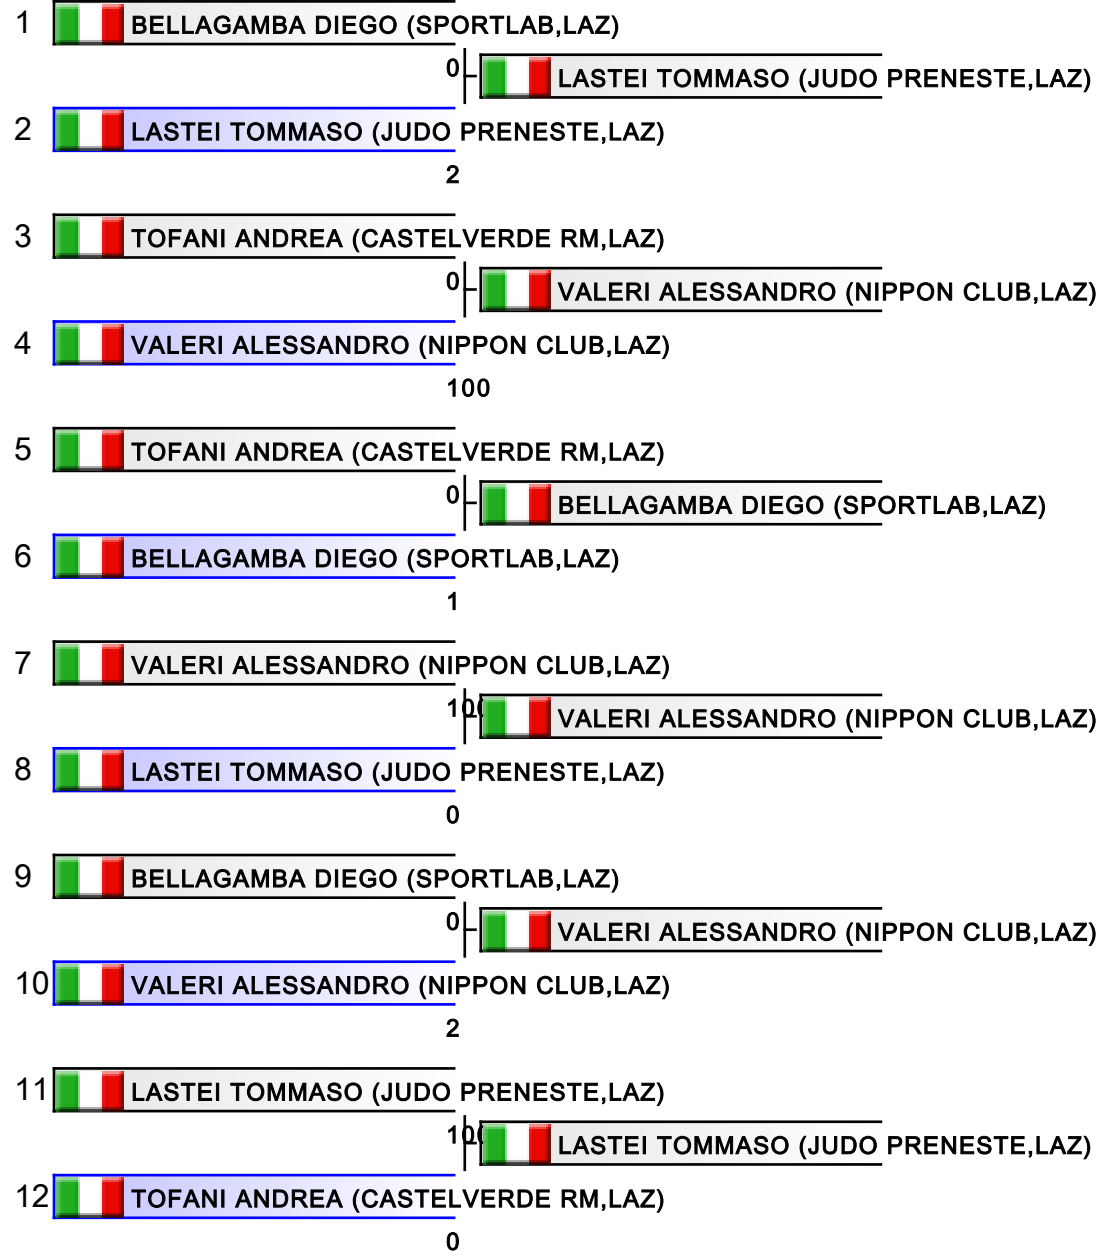 1 BELLAGAMBA DIEGO (SPORTLAB,LAZ)
0 LASTEI TOMMASO (JUDO PRENESTE,LAZ)
2 LASTEI TOMMASO (JUDO PRENESTE,LAZ)
2
3 TOFANI ANDREA (CASTELVERDE RM,LAZ)
0 VALERI ALESSANDRO (NIPPON CLUB,LAZ)
4 VALERI ALESSANDRO (NIPPON CLUB,LAZ)
100
5 TOFANI ANDREA (CASTELVERDE RM,LAZ)
0 BELLAGAMBA DIEGO (SPORTLAB,LAZ)
6 BELLAGAMBA DIEGO (SPORTLAB,LAZ)
1
7 VALERI ALESSANDRO (NIPPON CLUB,LAZ)
100 VALERI ALESSANDRO (NIPPON CLUB,LAZ)
8 LASTEI TOMMASO (JUDO PRENESTE,LAZ)
0
9 BELLAGAMBA DIEGO (SPORTLAB,LAZ)
0 VALERI ALESSANDRO (NIPPON CLUB,LAZ)
10 VALERI ALESSANDRO (NIPPON CLUB,LAZ)
2
11 LASTEI TOMMASO (JUDO PRENESTE,LAZ)
100 LASTEI TOMMASO (JUDO PRENESTE,LAZ)
12 TOFANI ANDREA (CASTELVERDE RM,LAZ)
0